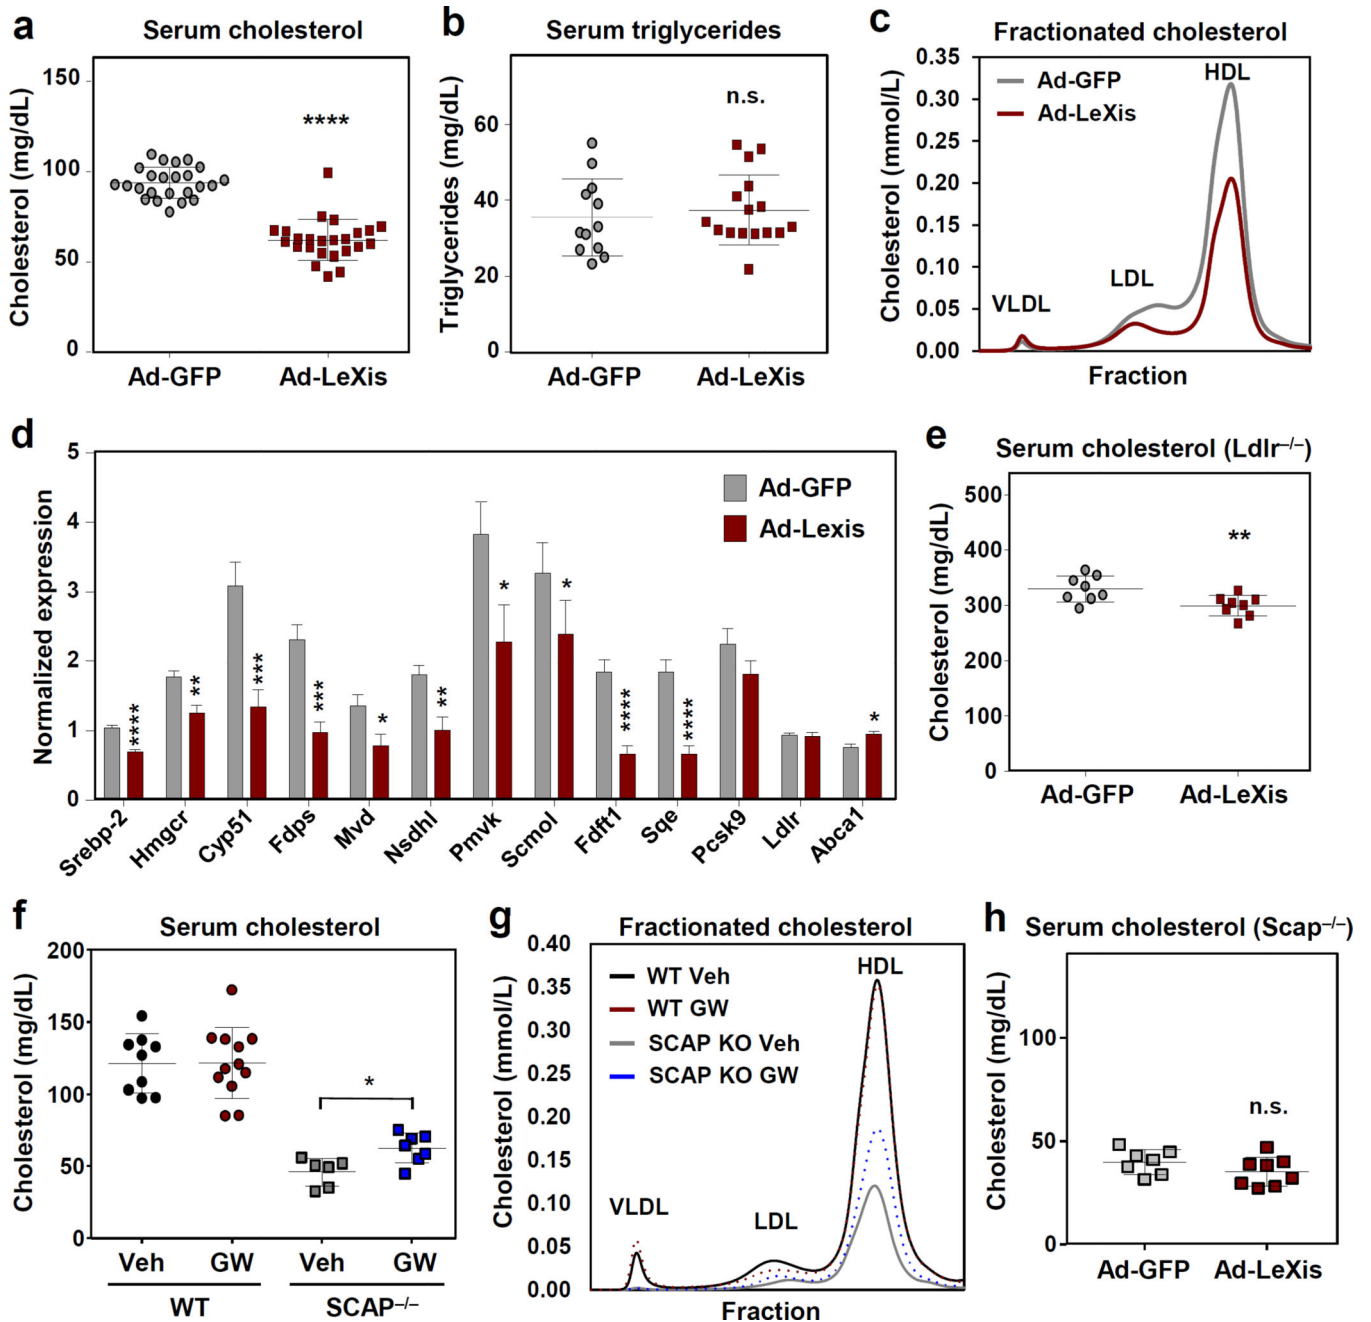 a
Serum cholesterol
Cholesterol (mg/dL)
150
100
50
0
****
Ad-GFP
Ad-LeXis
b
Serum triglycerides
Triglycerides (mg/dL)
60
40
20
0
n.s.
Ad-GFP
Ad-LeXis
c
Fractionated cholesterol
Cholesterol (mmol/L)
0.35
0.30
0.25
0.20
0.15
0.10
0.05
0.00
Ad-GFP
Ad-LeXis
VLDL
LDL
HDL
Fraction
d
Normalized expression
5
4
3
2
1
0
Ad-GFP
Ad-Lexis
****
**
***
***
*
**
*
*
****
****
*
Srebp-2
Hmgcr
Cyp51
Fdps
Mvd
Nsdhl
Pmvk
Scmol
Fdft1
Sqe
Pcsk9
Ldlr
Abca1
e
Serum cholesterol (Ldlr–/–)
Cholesterol (mg/dL)
500
400
300
200
100
0
**
Ad-GFP
Ad-LeXis
f
Serum cholesterol
Cholesterol (mg/dL)
200
150
100
50
0
*
Veh
GW
Veh
GW
WT
SCAP–/–
g
Fractionated cholesterol
Cholesterol (mmol/L)
0.40
0.35
0.30
0.25
0.20
0.15
0.10
0.05
0.00
WT Veh
WT GW
SCAP KO Veh
SCAP KO GW
VLDL
LDL
HDL
Fraction
h
Serum cholesterol (Scap–/–)
Cholesterol (mg/dL)
100
50
0
n.s.
Ad-GFP
Ad-LeXis